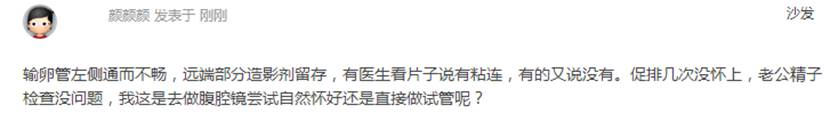 颜颜颜 发表于 刚刚 沙发
输卵管左侧通而不畅，远端部分造影剂留存，有医生看片子说有粘连，有的又说没有。促排几次没怀上，老公精子
检查没问题，我这是去做腹腔镜尝试自然怀好还是直接做试管呢？